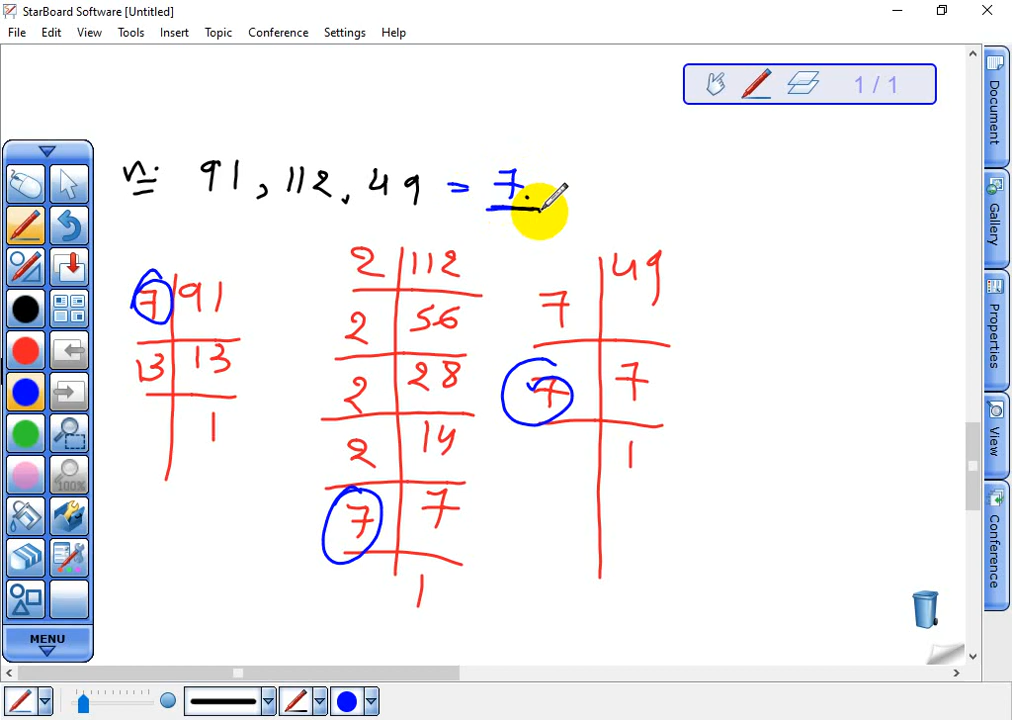 StarBoard Software [Untitled]
File Edit View Tools Insert Topic Conference Settings Help
1 / 1
91, 112, 49 = 7.
7 91
13 13
1
2 112
2 56
2 28
2 14
7 7
1
7 49
7 7
1
100%
MENU
Document
Gallery
Properties
View
Conference